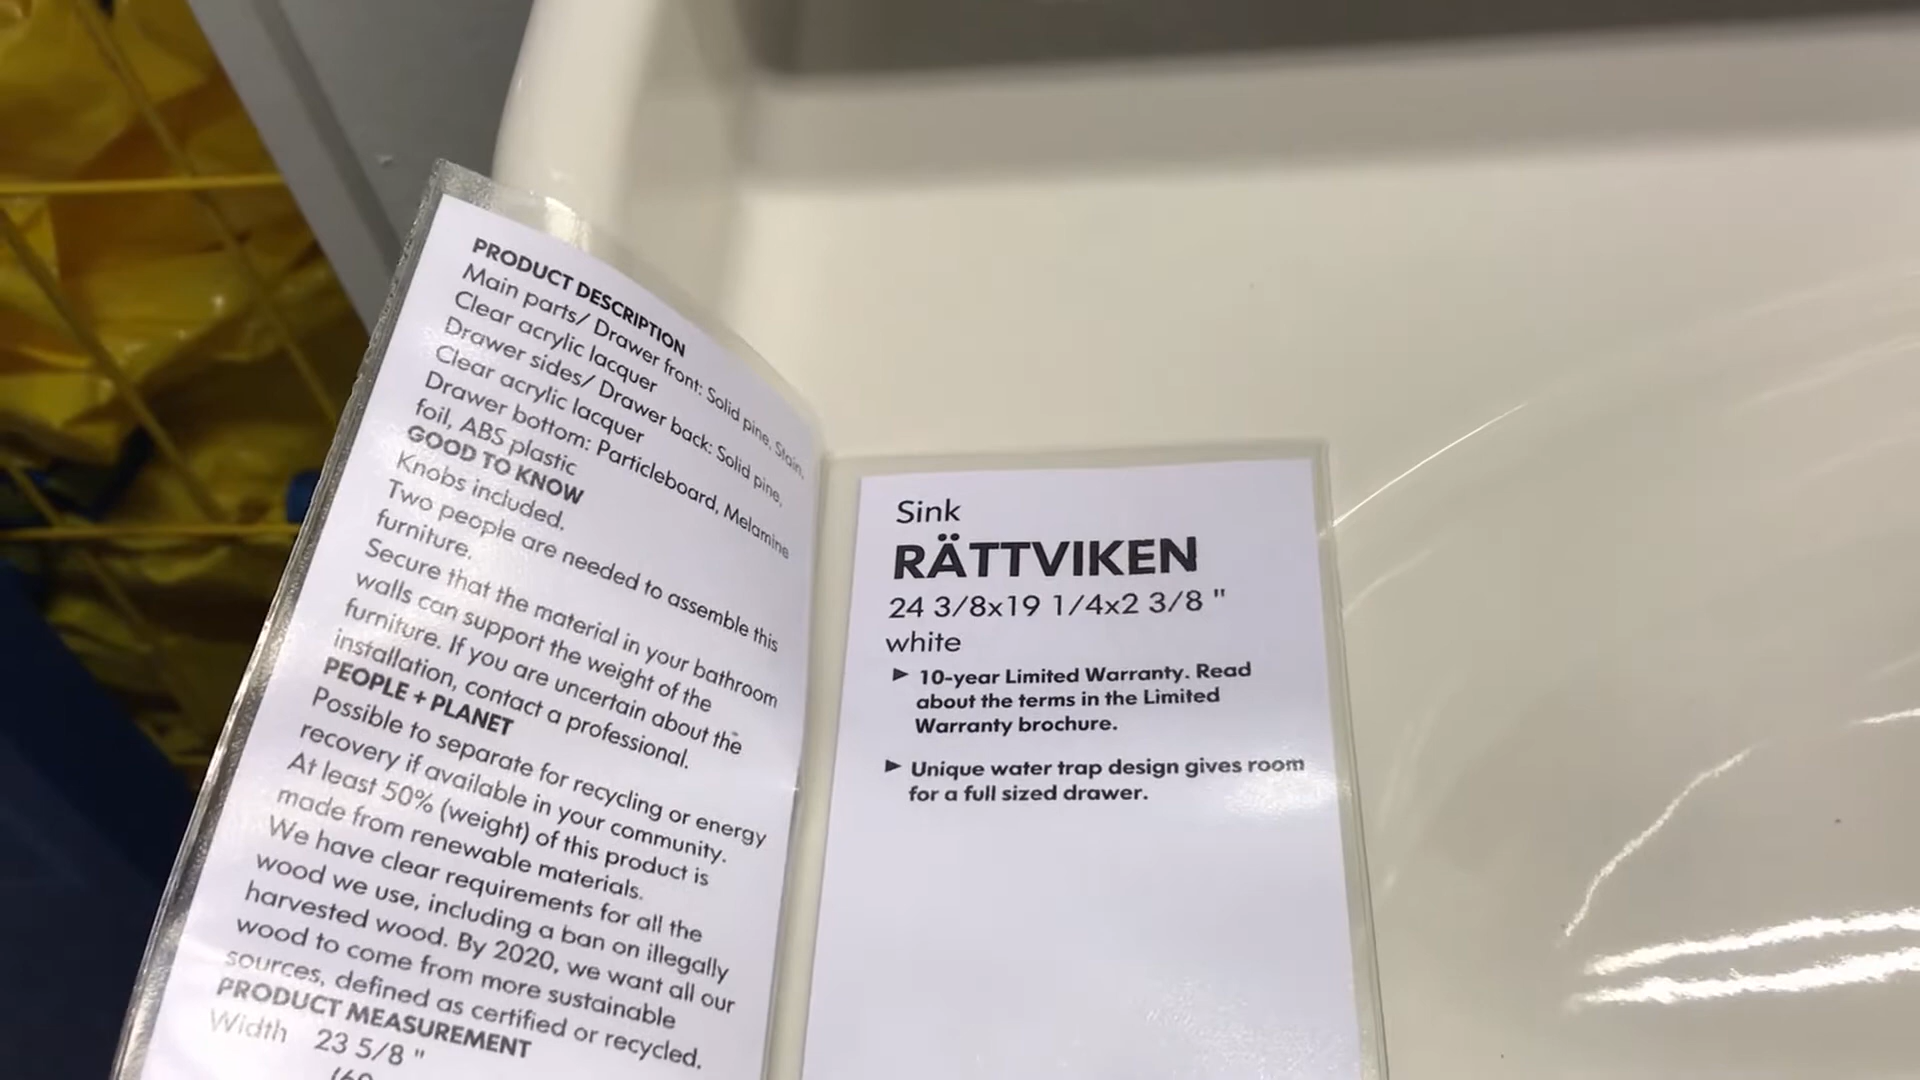 PRODUCT DESCRIPTION
Main parts/ Drawer front: Solid pine, Stain,
Clear acrylic lacquer
Drawer sides/ Drawer back: Solid pine,
Clear acrylic lacquer
Drawer bottom: Particleboard, Melamine
foil, ABS plastic
GOOD TO KNOW
Knobs included.
Two people are needed to assemble this
furniture.
Secure that the material in your bathroom
walls can support the weight of the
furniture. If you are uncertain about the
installation, contact a professional.
PEOPLE + PLANET
Possible to separate for recycling or energy
recovery if available in your community.
At least 50% (weight) of this product is
made from renewable materials.
We have clear requirements for all the
wood we use, including a ban on illegally
harvested wood. By 2020, we want all our
wood to come from more sustainable
sources, defined as certified or recycled.
PRODUCT MEASUREMENT
Width 23 5/8 "
Sink
RÄTTVIKEN
24 3/8x19 1/4x2 3/8 "
white
► 10-year Limited Warranty. Read
about the terms in the Limited
Warranty brochure.
► Unique water trap design gives room
for a full sized drawer.